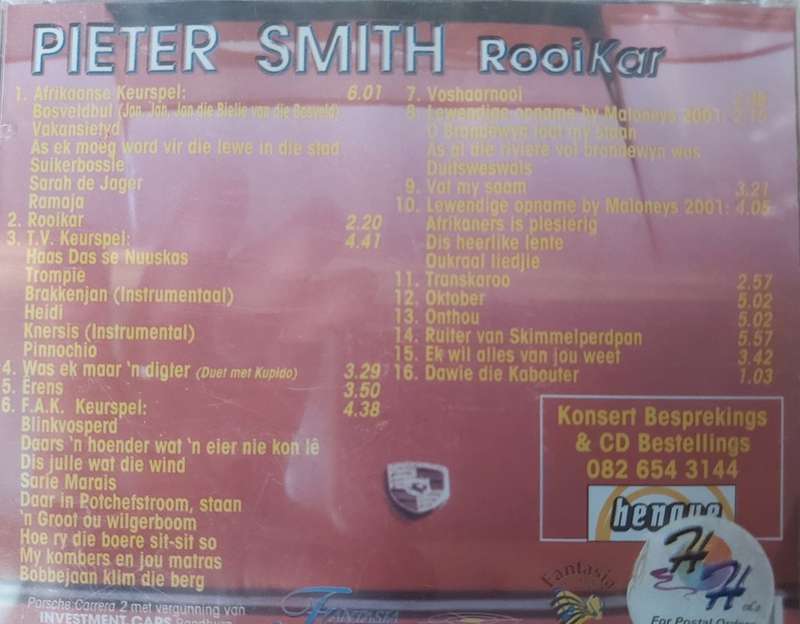 PIETER SMITH RooiKar
1. Afrikaanse Keurspel: 6.01
Bosveldbul (Jan, Jan, Jan die Bielie van die Bosveld)
Vakansietyd
As ek moeg word vir die lewe in die stad
Suikerbossie
Sarah de Jager
Ramaja
2. Rooikar 2.20
3. T.V. Keurspel: 4.41
Haas Das se Nuuskas
Trompie
Brakkenjan (Instrumentaal)
Heidi
Knersis (Instrumental)
Pinnochio
4. Was ek maar 'n digter (Duet met Kuplao) 3.29
5. Êrens 3.50
6. F.A.K. Keurspel: 4.38
Blinkvosperd
Daars 'n hoender wat 'n eier nie kon lê
Dis julle wat die wind
Sarie Marais
Daar in Potchefstroom, staan
'n Groot ou wilgerboom
Hoe ry die boere sit-sit so
My kombers en jou matras
Bobbejaan klim die berg
7. Voshaarnooi
8. Lewendige opname by Maloneys 2001:
O Brandewyn laat my staan
As al die riviere vol brandewyn was
Duitsweswals
9. Vat my saam 3.21
10. Lewendige opname by Maloneys 2001: 4.05
Afrikaners is plesierig
Dis heerlike lente
Oukraal liedjie
11. Transkaroo 2.57
12. Oktober 5.02
13. Onthou 5.02
14. Ruiter van Skimmelperdpan 5.57
15. Ek wil alles van jou weet 3.42
16. Dawie die Kabouter 1.03
Konsert Besprekings
& CD Bestellings
082 654 3144
henque
H
& H
cd.s
For Postal Orders
Fantasia
FANTASIA
Porsche Carrera 2 met vergunning van
INVESTMENT CARS Randburg